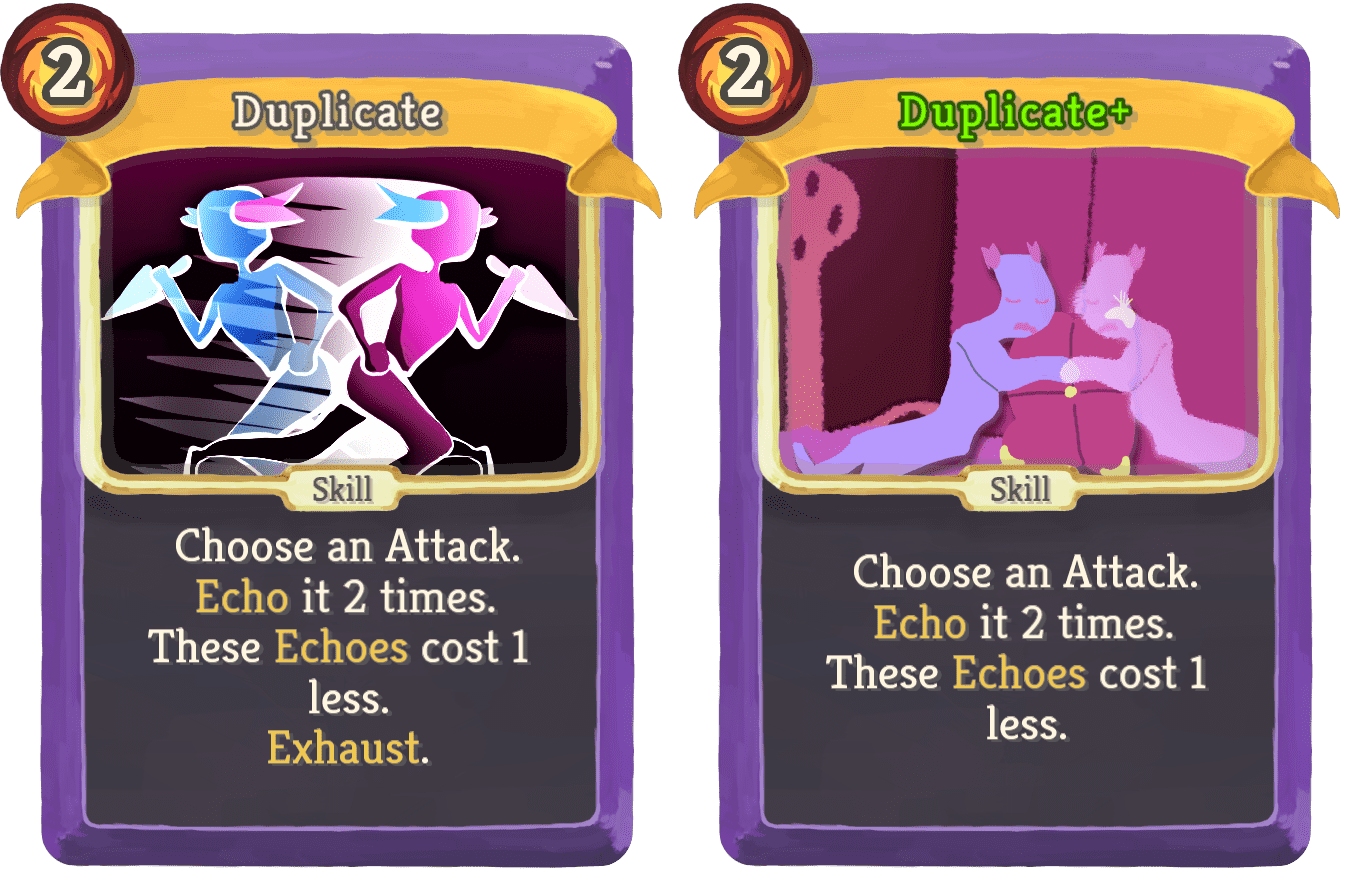 2
Duplicate
Skill
Choose an Attack.
Echo it 2 times.
These Echoes cost 1
less.
Exhaust.
2
Duplicate+
Skill
Choose an Attack.
Echo it 2 times.
These Echoes cost 1
less.